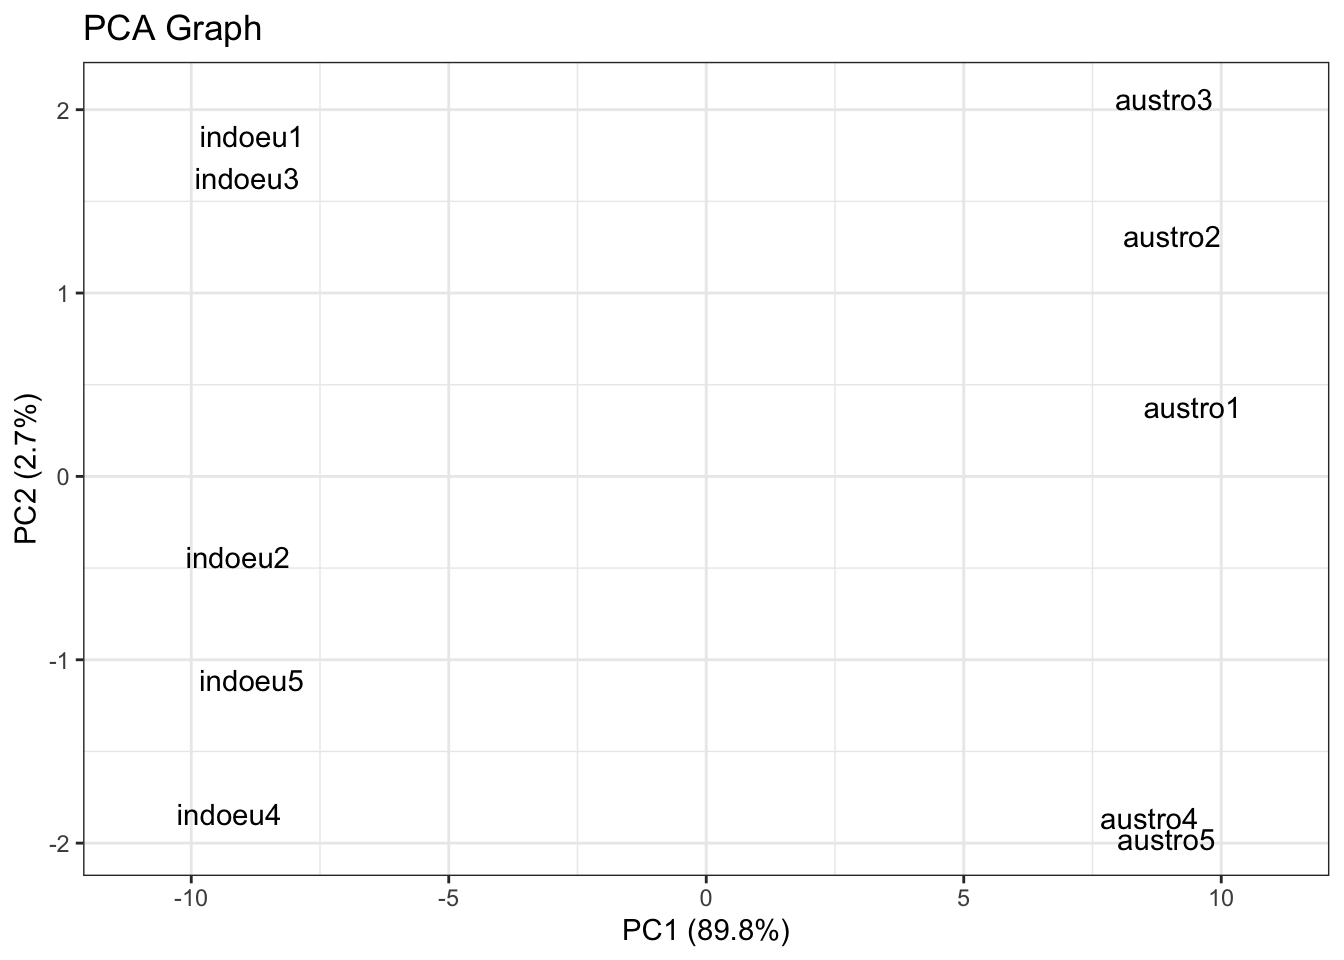 PCA Graph
austro3
indoeu1
indoeu3
austro2
austro1
indoeu2
indoeu5
indoeu4
austro4
austro5
2
1
0
-1
-2
PC2 (2.7%)
-10 -5 0 5 10
PC1 (89.8%)